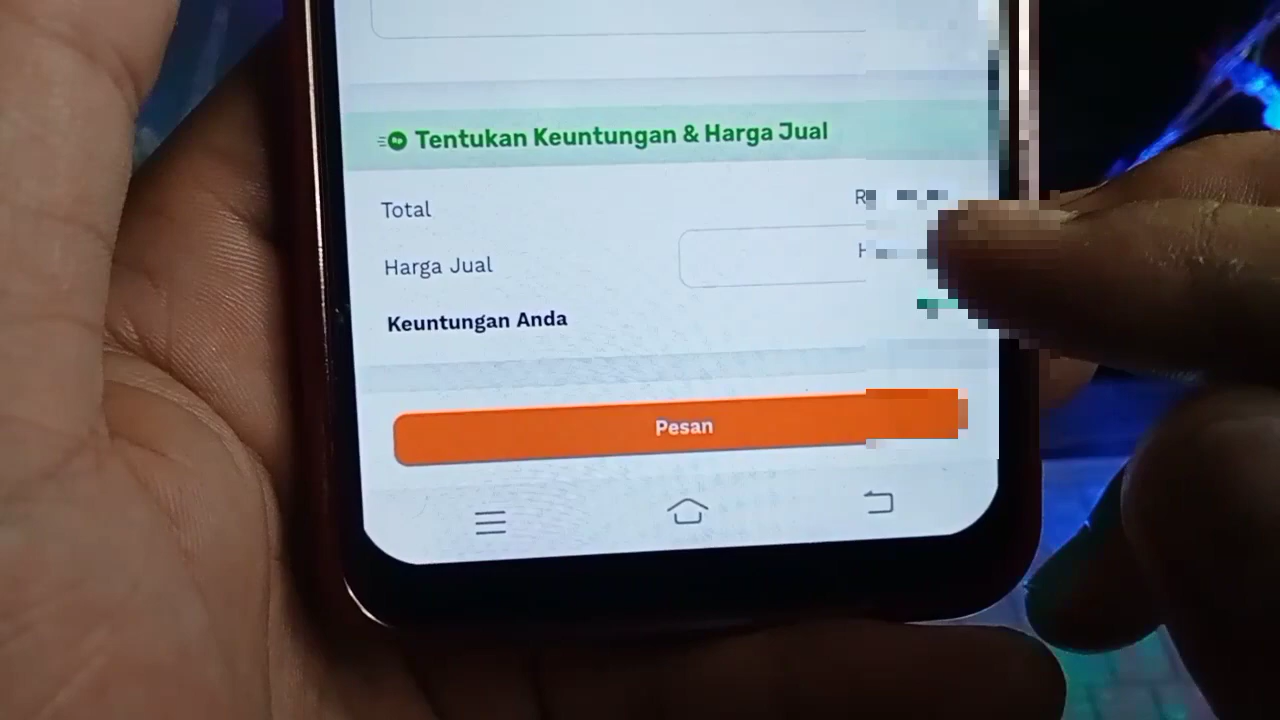 Tentukan Keuntungan & Harga Jual
Total
Harga Jual
Keuntungan Anda
Pesan